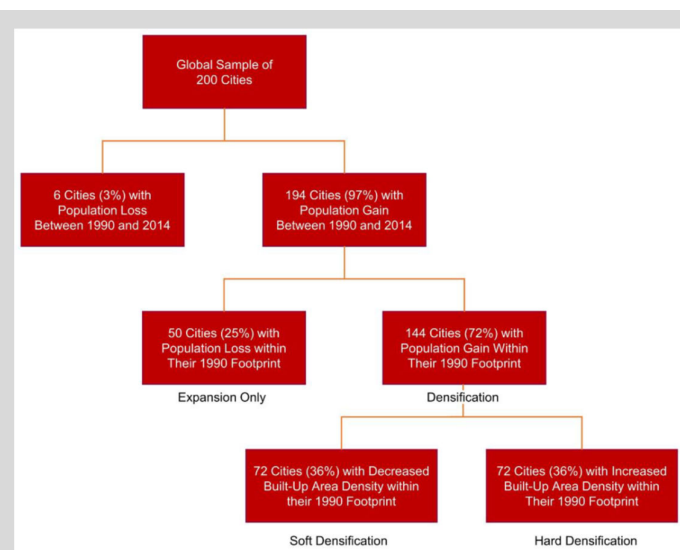 Global Sample of
200 Cities
6 Cities (3%) with
Population Loss
Between 1990 and 2014
194 Cities (97%) with
Population Gain
Between 1990 and 2014
50 Cities (25%) with
Population Loss within
Their 1990 Footprint
Expansion Only
144 Cities (72%) with
Population Gain Within
Their 1990 Footprint
Densification
72 Cities (36%) with Decreased
Built-Up Area Density within
their 1990 Footprint
Soft Densification
72 Cities (36%) with Increased
Built-Up Area Density within
Their 1990 Footprint
Hard Densification